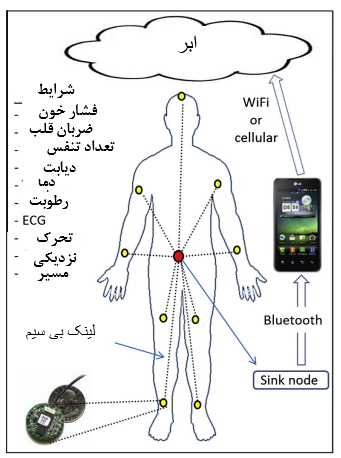 ابر
WiFi
or
cellular
شرایط
فشار خون
ضربان قلب
تعداد تنفس
دیابت
دما
رطوبت
- ECG
تحرک
نزدیکی
مسیر
لینک بی سیم
Bluetooth
Sink node